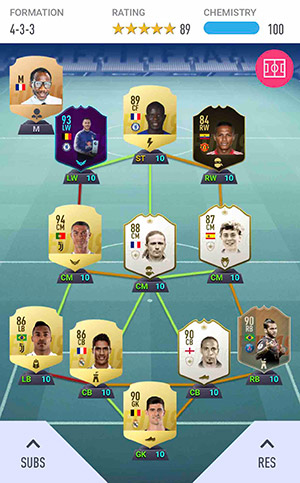 FORMATION RATING CHEMISTRY
4-3-3 89 100
M
M
93
LW
89
CF
84
RW
LW 10
ST 10
RW 10
94
CM
88
CM
87
CM
CM 10
CM 10
CM 10
86
LB
86
CB
90
CB
90
RB
LB 10
CB 10
CB 10
RB 10
90
GK
GK 10
SUBS RES